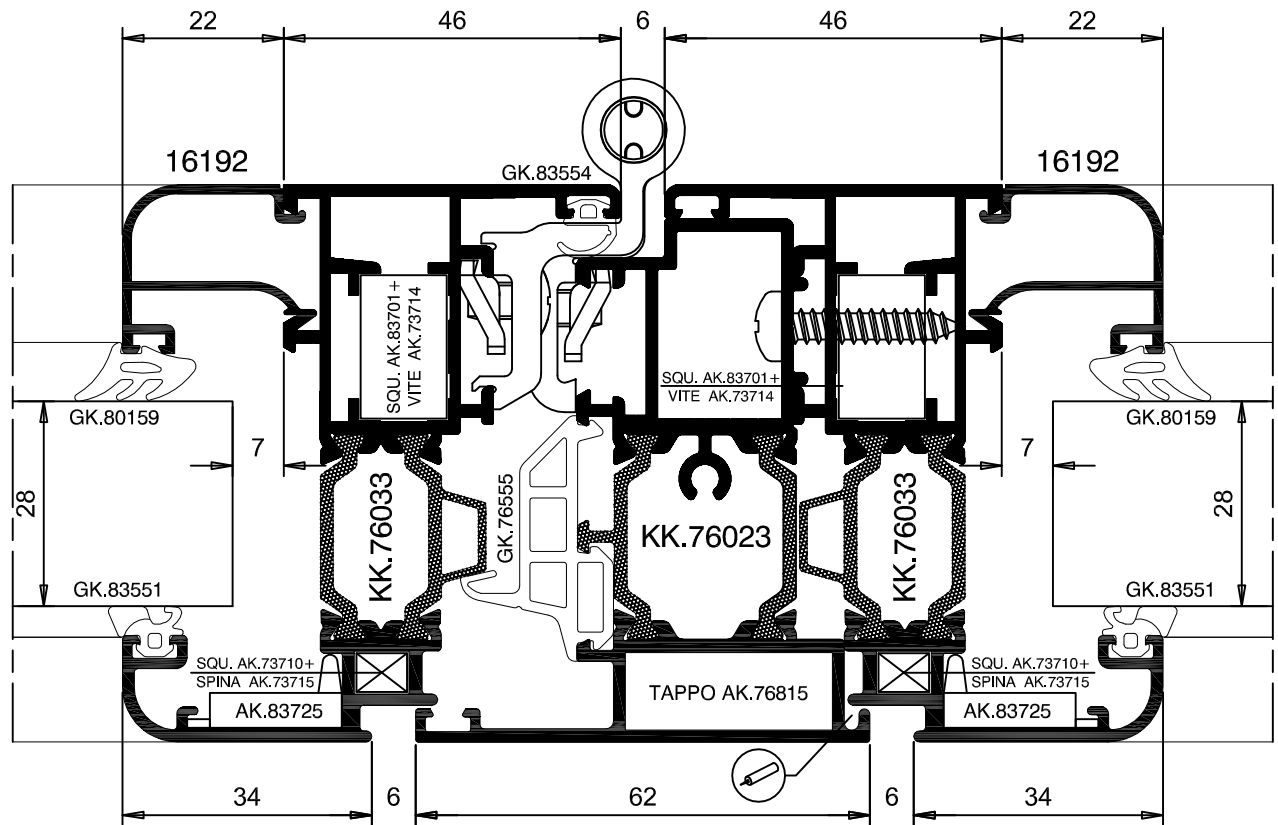 22
46
6
46
22
16192
GK.83554
16192
SQU. AK.83701+
VITE AK.73714
SQU. AK.83701+
VITE AK.73714
GK.80159
GK.80159
7
7
28
28
KK.76033
GK.76555
KK.76023
KK.76033
GK.83551
GK.83551
SQU. AK.73710+
SPINA AK.73715
AK.83725
TAPPO AK.76815
SQU. AK.73710+
SPINA AK.73715
AK.83725
34
6
62
6
34